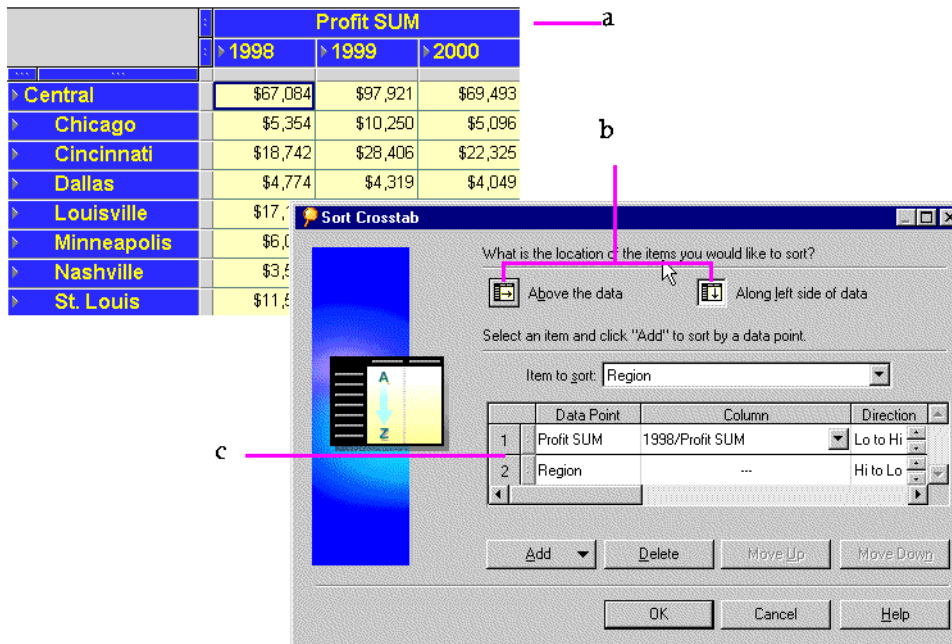 Profit SUM
a
1998 1999 2000
Central $67,084 $97,921 $69,493
Chicago $5,354 $10,250 $5,096
b
Cincinnati $18,742 $28,406 $22,325
Dallas $4,774 $4,319 $4,049
Louisville $17,
Minneapolis $6,
Nashville $3,
St. Louis $11,
Sort Crosstab
What is the location of the items you would like to sort?
Above the data Along left side of data
Select an item and click "Add" to sort by a data point.
Item to sort: Region
A
Z
Data Point Column Direction
1 Profit SUM 1998/Profit SUM Lo to Hi
c
2 Region --- Hi to Lo
Add Delete Move Up Move Down
OK Cancel Help